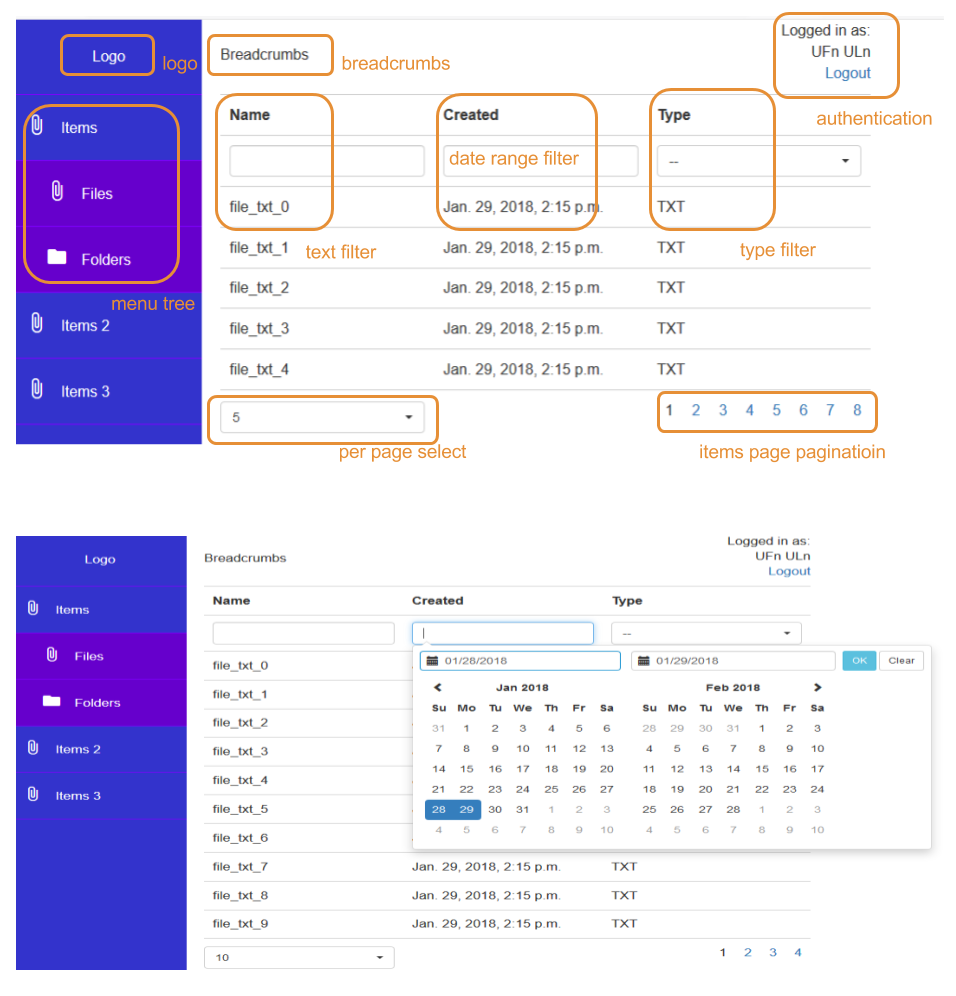 Logo
logo
Breadcrumbs
breadcrumbs
Logged in as:
UFn ULn
Logout
authentication
Items
Files
Folders
menu tree
Items 2
Items 3
Name Created Type
date range filter
--
file_txt_0 Jan. 29, 2018, 2:15 p.m. TXT
text filter
type filter
file_txt_1 Jan. 29, 2018, 2:15 p.m. TXT
file_txt_2 Jan. 29, 2018, 2:15 p.m. TXT
file_txt_3 Jan. 29, 2018, 2:15 p.m. TXT
file_txt_4 Jan. 29, 2018, 2:15 p.m. TXT
5
per page select
1 2 3 4 5 6 7 8
items page paginatioin
Logo
Breadcrumbs
Logged in as:
UFn ULn
Logout
Items
Files
Folders
Items 2
Items 3
Name Created Type
--
file_txt_0
file_txt_1
file_txt_2
file_txt_3
file_txt_4
file_txt_5
file_txt_6
01/28/2018 01/29/2018 OK Clear
Jan 2018 Feb 2018
Su Mo Tu We Th Fr Sa Su Mo Tu We Th Fr Sa
31 1 2 3 4 5 6 28 29 30 31 1 2 3
7 8 9 10 11 12 13 4 5 6 7 8 9 10
14 15 16 17 18 19 20 11 12 13 14 15 16 17
21 22 23 24 25 26 27 18 19 20 21 22 23 24
28 29 30 31 1 2 3 25 26 27 28 1 2 3
4 5 6 7 8 9 10 4 5 6 7 8 9 10
file_txt_7 Jan. 29, 2018, 2:15 p.m. TXT
file_txt_8 Jan. 29, 2018, 2:15 p.m. TXT
file_txt_9 Jan. 29, 2018, 2:15 p.m. TXT
10
1 2 3 4